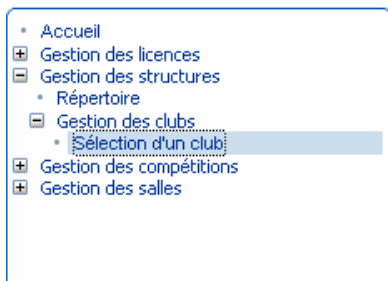 Accueil
Gestion des licences
Gestion des structures
Répertoire
Gestion des clubs
Sélection d'un club
Gestion des compétitions
Gestion des salles